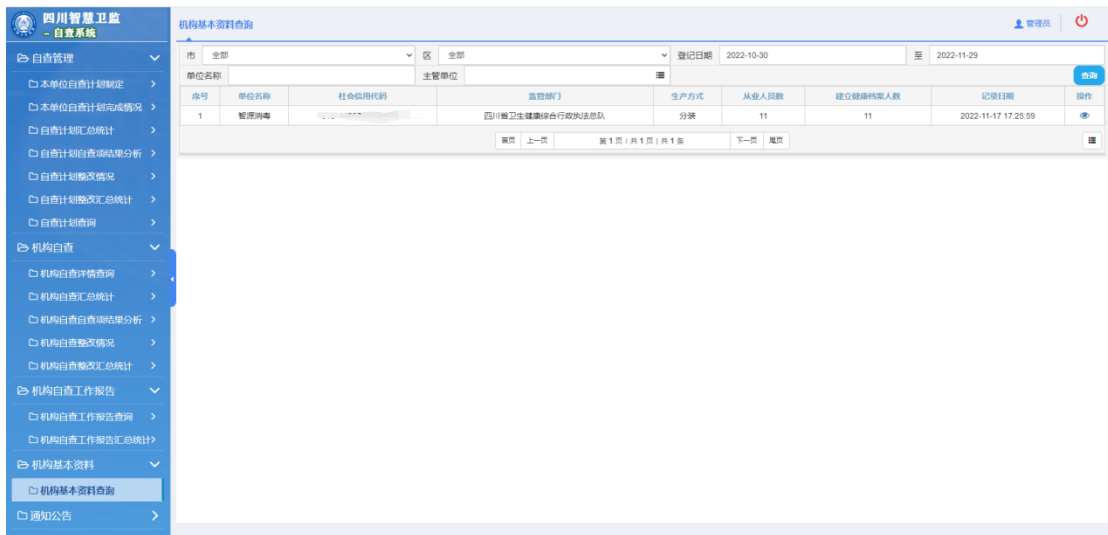 四川智慧卫监
- 自查系统
机构基本资料查询
管理员
自查管理
本单位自查计划制定
本单位自查计划完成情况
自查计划汇总统计
自查计划自查项结果分析
自查计划整改情况
自查计划整改汇总统计
自查计划查询
机构自查
机构自查详情查询
机构自查汇总统计
机构自查自查项结果分析
机构自查整改情况
机构自查整改汇总统计
机构自查工作报告
机构自查工作报告查询
机构自查工作报告汇总统计
机构基本资料
机构基本资料查询
通知公告
市 全部 区 全部 登记日期 2022-10-30 至 2022-11-29
单位名称 主管单位 查询
序号 单位名称 社会信用代码 监管部门 生产方式 从业人员数 建立健康档案人数 记录日期 操作
1 智源消毒 四川省卫生健康综合行政执法总队 分装 11 11 2022-11-17 17:25:59
首页 上一页 第 1 页 / 共 1 页 | 共 1 条 下一页 尾页